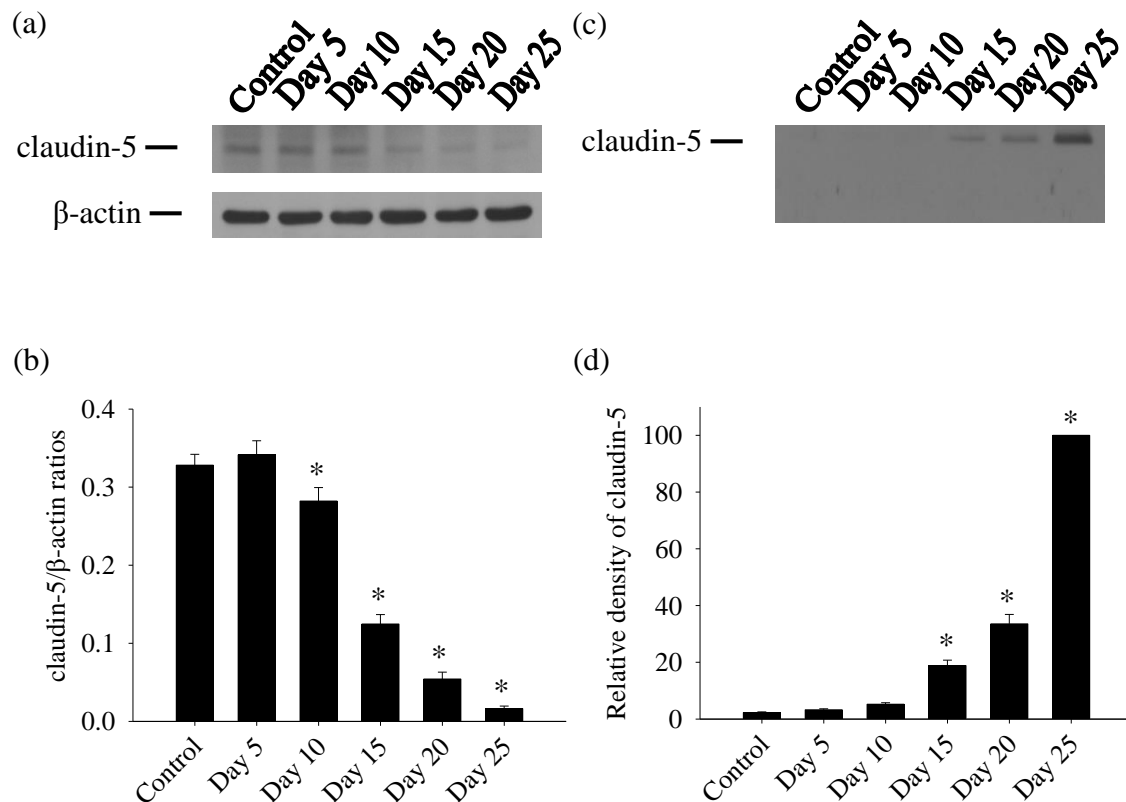 (a)
Control
Day 5
Day 10
Day 15
Day 20
Day 25
claudin-5
β-actin
(c)
Control
Day 5
Day 10
Day 15
Day 20
Day 25
claudin-5
(b)
claudin-5/β-actin ratios
0.4
0.3
0.2
0.1
0.0
*
*
*
*
Control
Day 5
Day 10
Day 15
Day 20
Day 25
(d)
Relative density of claudin-5
100
80
60
40
20
0
*
*
*
Control
Day 5
Day 10
Day 15
Day 20
Day 25